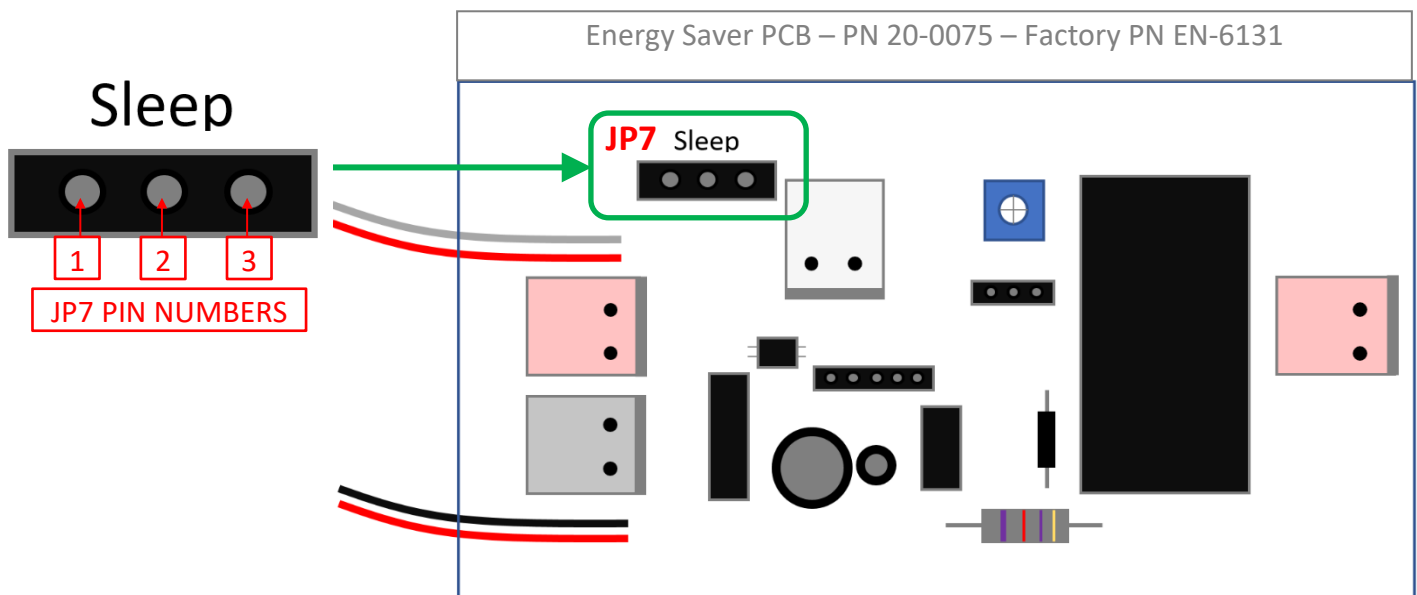 Energy Saver PCB – PN 20-0075 – Factory PN EN-6131
Sleep
JP7 Sleep
1 2 3
JP7 PIN NUMBERS